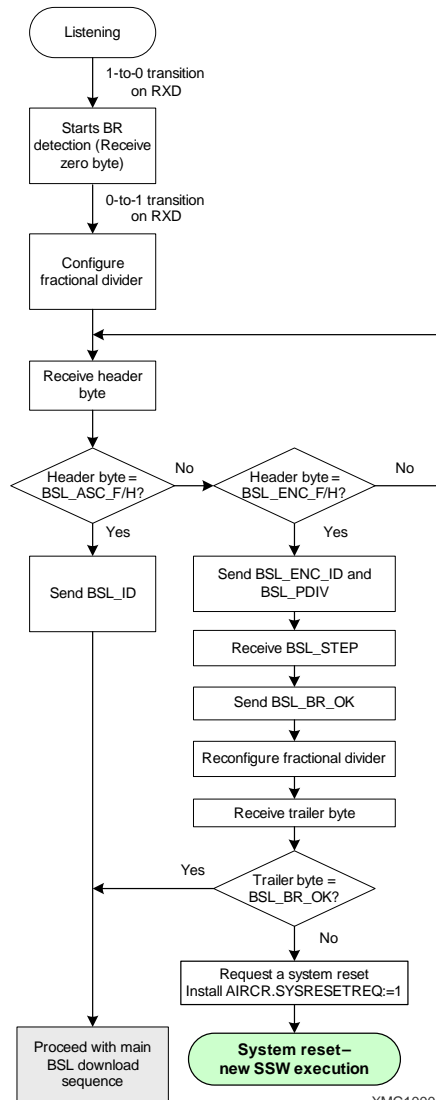 Listening
1-to-0 transition
on RXD
Starts BR
detection (Receive
zero byte)
0-to-1 transition
on RXD
Configure
fractional divider
Receive header
byte
Header byte =
BSL_ASC_F/H?
No
Header byte =
BSL_ENC_F/H?
No
Yes
Yes
Send BSL_ID
Send BSL_ENC_ID and
BSL_PDIV
Receive BSL_STEP
Send BSL_BR_OK
Reconfigure fractional divider
Receive trailer byte
Yes
Trailer byte =
BSL_BR_OK?
No
Request a system reset
Install AIRCR.SYSRESETREQ:=1
Proceed with main
BSL download
sequence
System reset–
new SSW execution